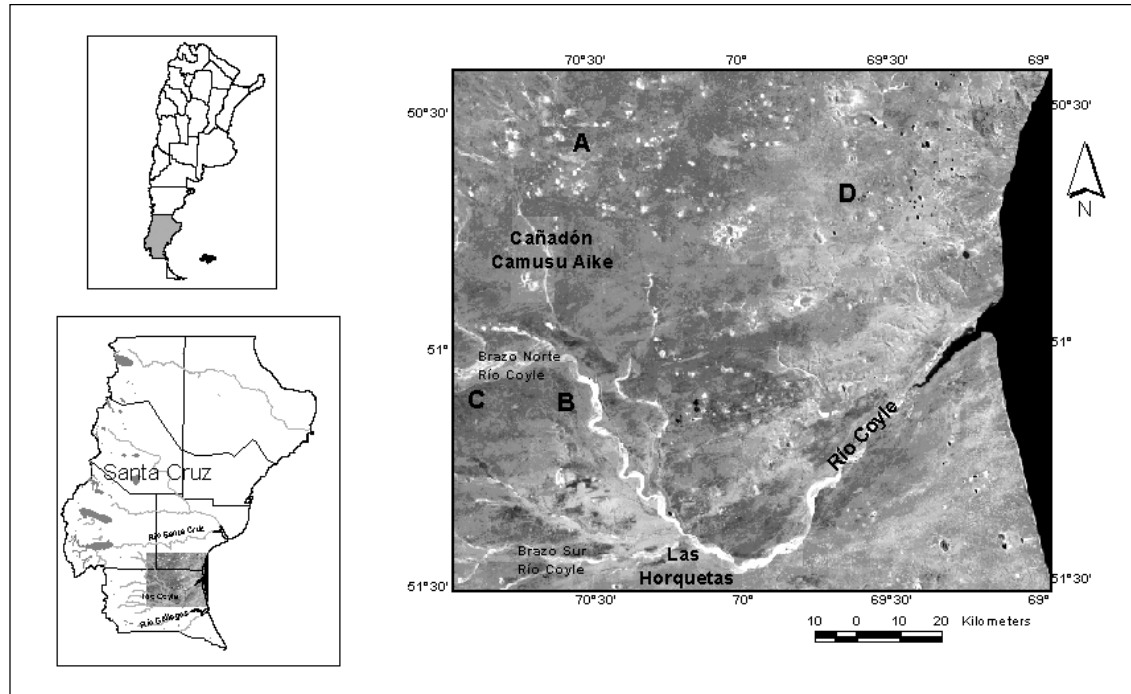 70°30' 70° 69°30' 69°
50°30' 50°30'
A
D
N
Cañadón
Camusu Aike
51° 51°
Brazo Norte
Río Coyle
C B
Río Coyle
Brazo Sur
Río Coyle
Las
Horquetas
51°30' 51°30'
70°30' 70° 69°30' 69°
10 0 10 20 Kilometers
Santa Cruz
Río Santa Cruz
Río Coyle
Río Gallegos